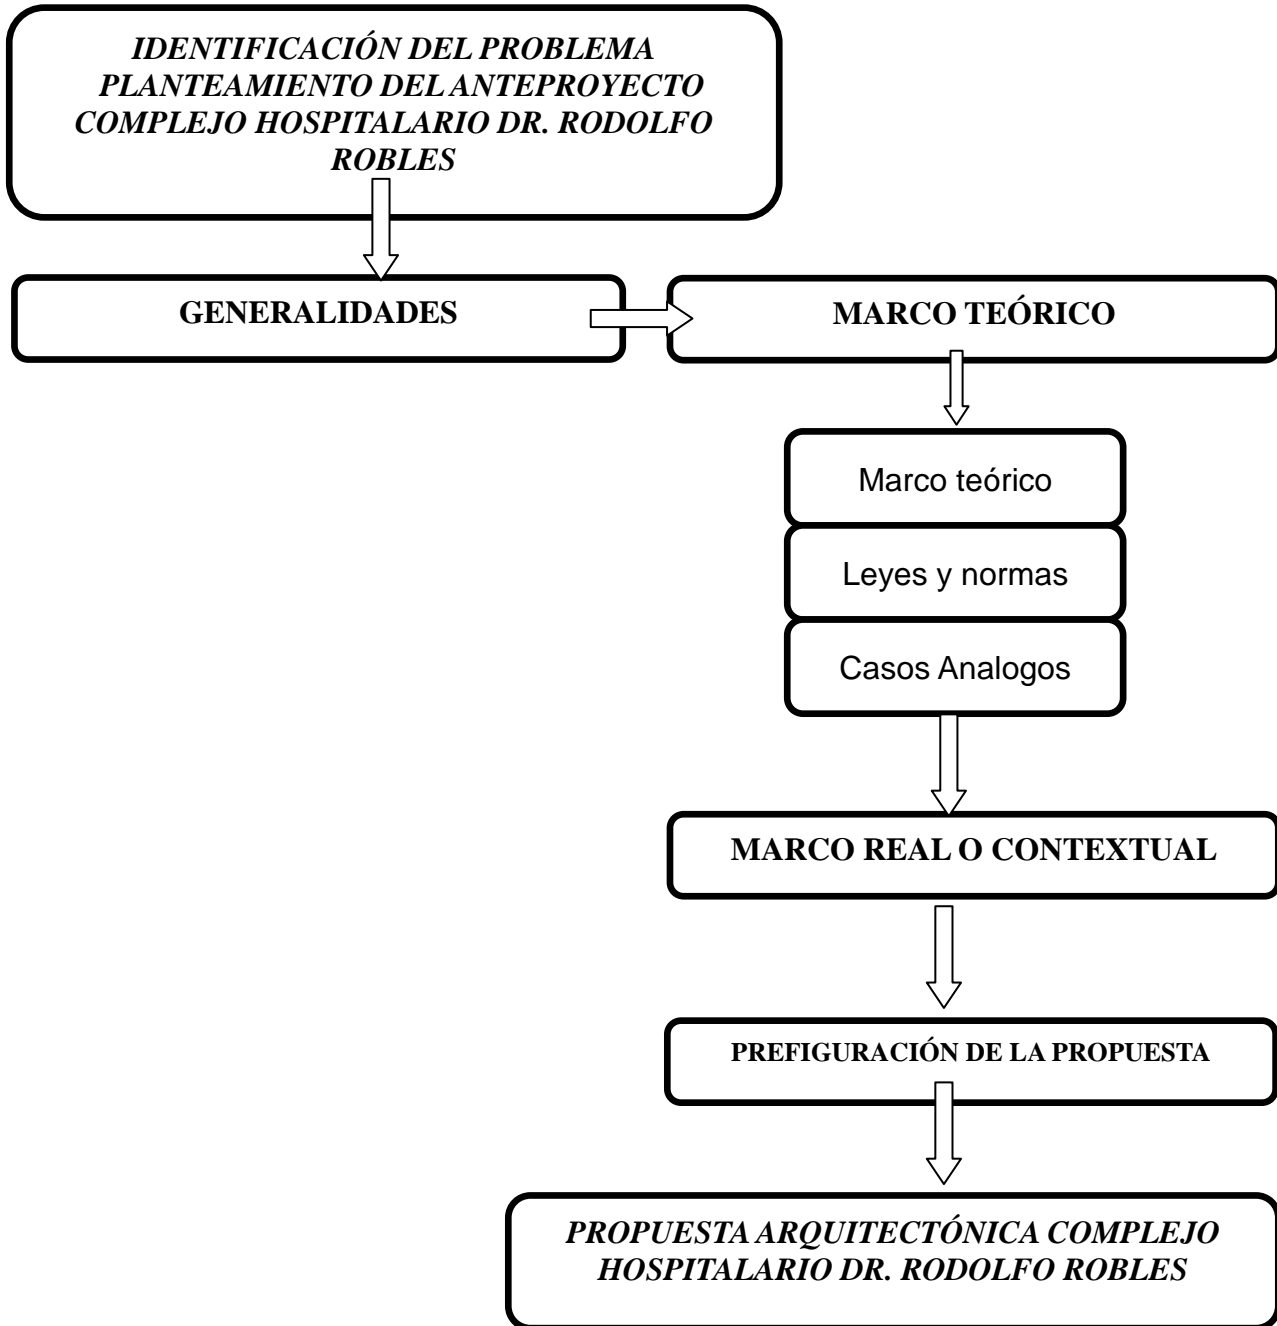 IDENTIFICACIÓN DEL PROBLEMA
PLANTEAMIENTO DEL ANTEPROYECTO
COMPLEJO HOSPITALARIO DR. RODOLFO
ROBLES
GENERALIDADES
MARCO TEÓRICO
Marco teórico
Leyes y normas
Casos Analogos
MARCO REAL O CONTEXTUAL
PREFIGURACIÓN DE LA PROPUESTA
PROPUESTA ARQUITECTÓNICA COMPLEJO
HOSPITALARIO DR. RODOLFO ROBLES